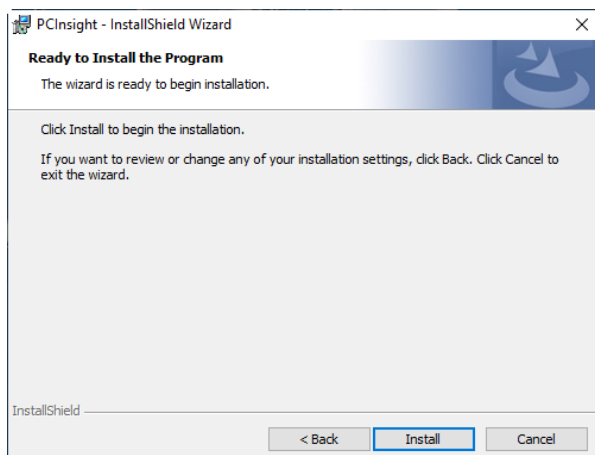 PCInsight - InstallShield Wizard
Ready to Install the Program
The wizard is ready to begin installation.
Click Install to begin the installation.
If you want to review or change any of your installation settings, click Back. Click Cancel to
exit the wizard.
InstallShield
< Back Install Cancel